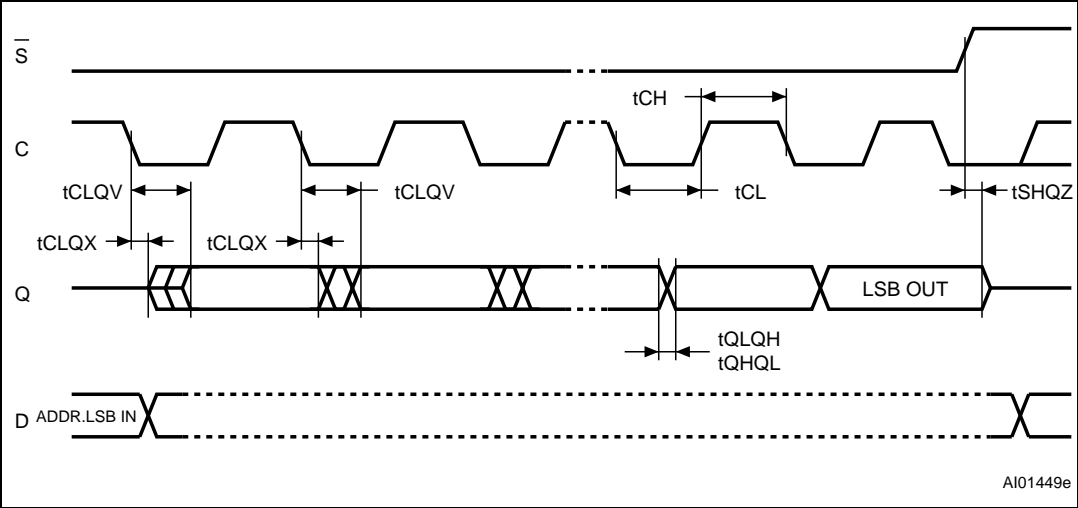 S̅
tCH
C
tCLQV
tCLQV
tCL
tSHQZ
tCLQX
tCLQX
Q
LSB OUT
tQLQH
tQHQL
D
ADDR.LSB IN
AI01449e